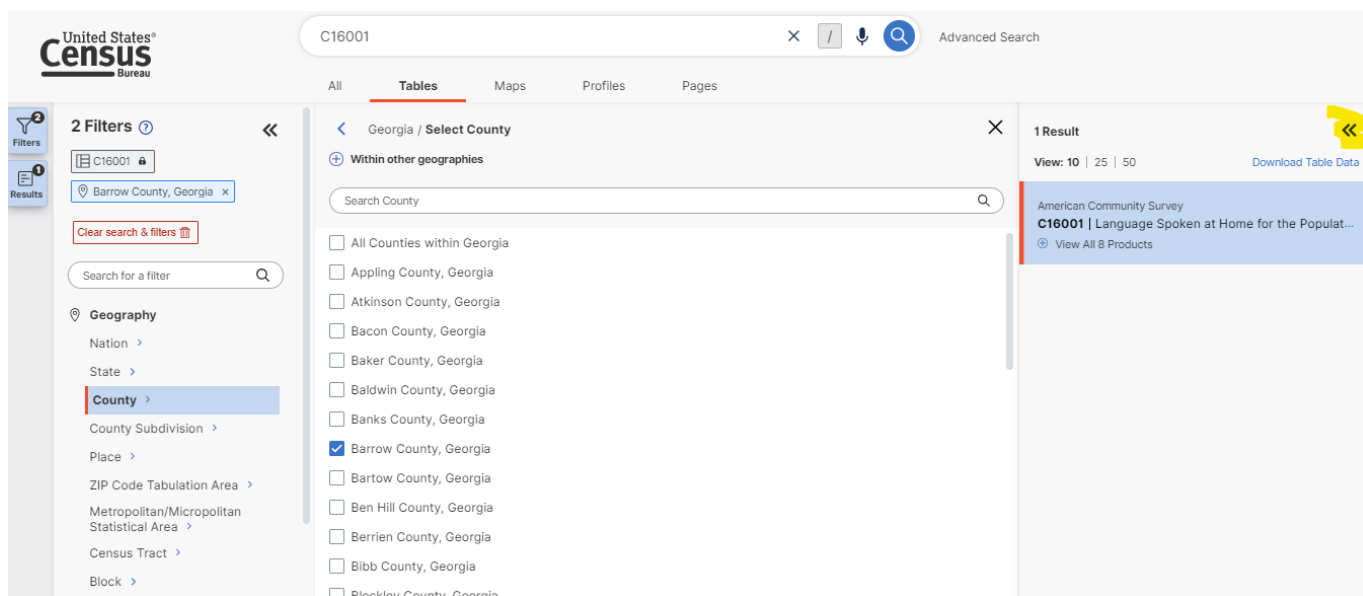 United States®
Census
Bureau
C16001
/
Advanced Search
All
Tables
Maps
Profiles
Pages
2
Filters
1
Results
2 Filters
C16001
Barrow County, Georgia ×
Clear search & filters
Search for a filter
Geography
Nation
State
County
County Subdivision
Place
ZIP Code Tabulation Area
Metropolitan/Micropolitan
Statistical Area
Census Tract
Block
Georgia / Select County
Within other geographies
Search County
All Counties within Georgia
Appling County, Georgia
Atkinson County, Georgia
Bacon County, Georgia
Baker County, Georgia
Baldwin County, Georgia
Banks County, Georgia
Barrow County, Georgia
Bartow County, Georgia
Ben Hill County, Georgia
Berrien County, Georgia
Bibb County, Georgia
Bleckley County, Georgia
1 Result
View: 10 | 25 | 50
Download Table Data
American Community Survey
C16001 | Language Spoken at Home for the Populat...
View All 8 Products